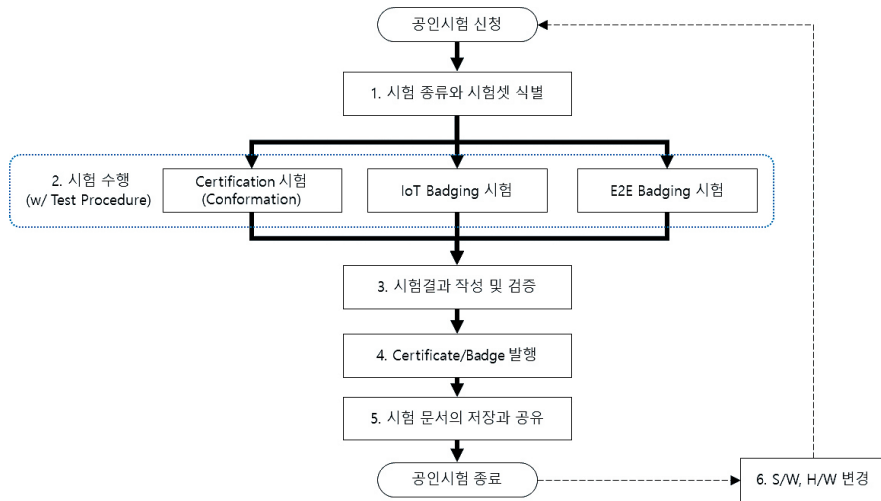 공인시험 신청
1. 시험 종류와 시험셋 식별
2. 시험 수행
(w/ Test Procedure)
Certification 시험
(Conformation)
IoT Badging 시험
E2E Badging 시험
3. 시험결과 작성 및 검증
4. Certificate/Badge 발행
5. 시험 문서의 저장과 공유
공인시험 종료
6. S/W, H/W 변경